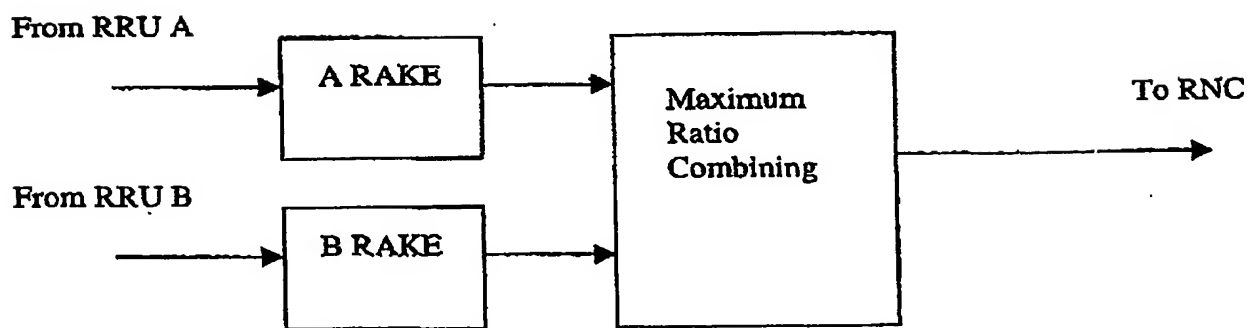 From RRU A
A RAKE
Maximum
Ratio
Combining
To RNC
From RRU B
B RAKE